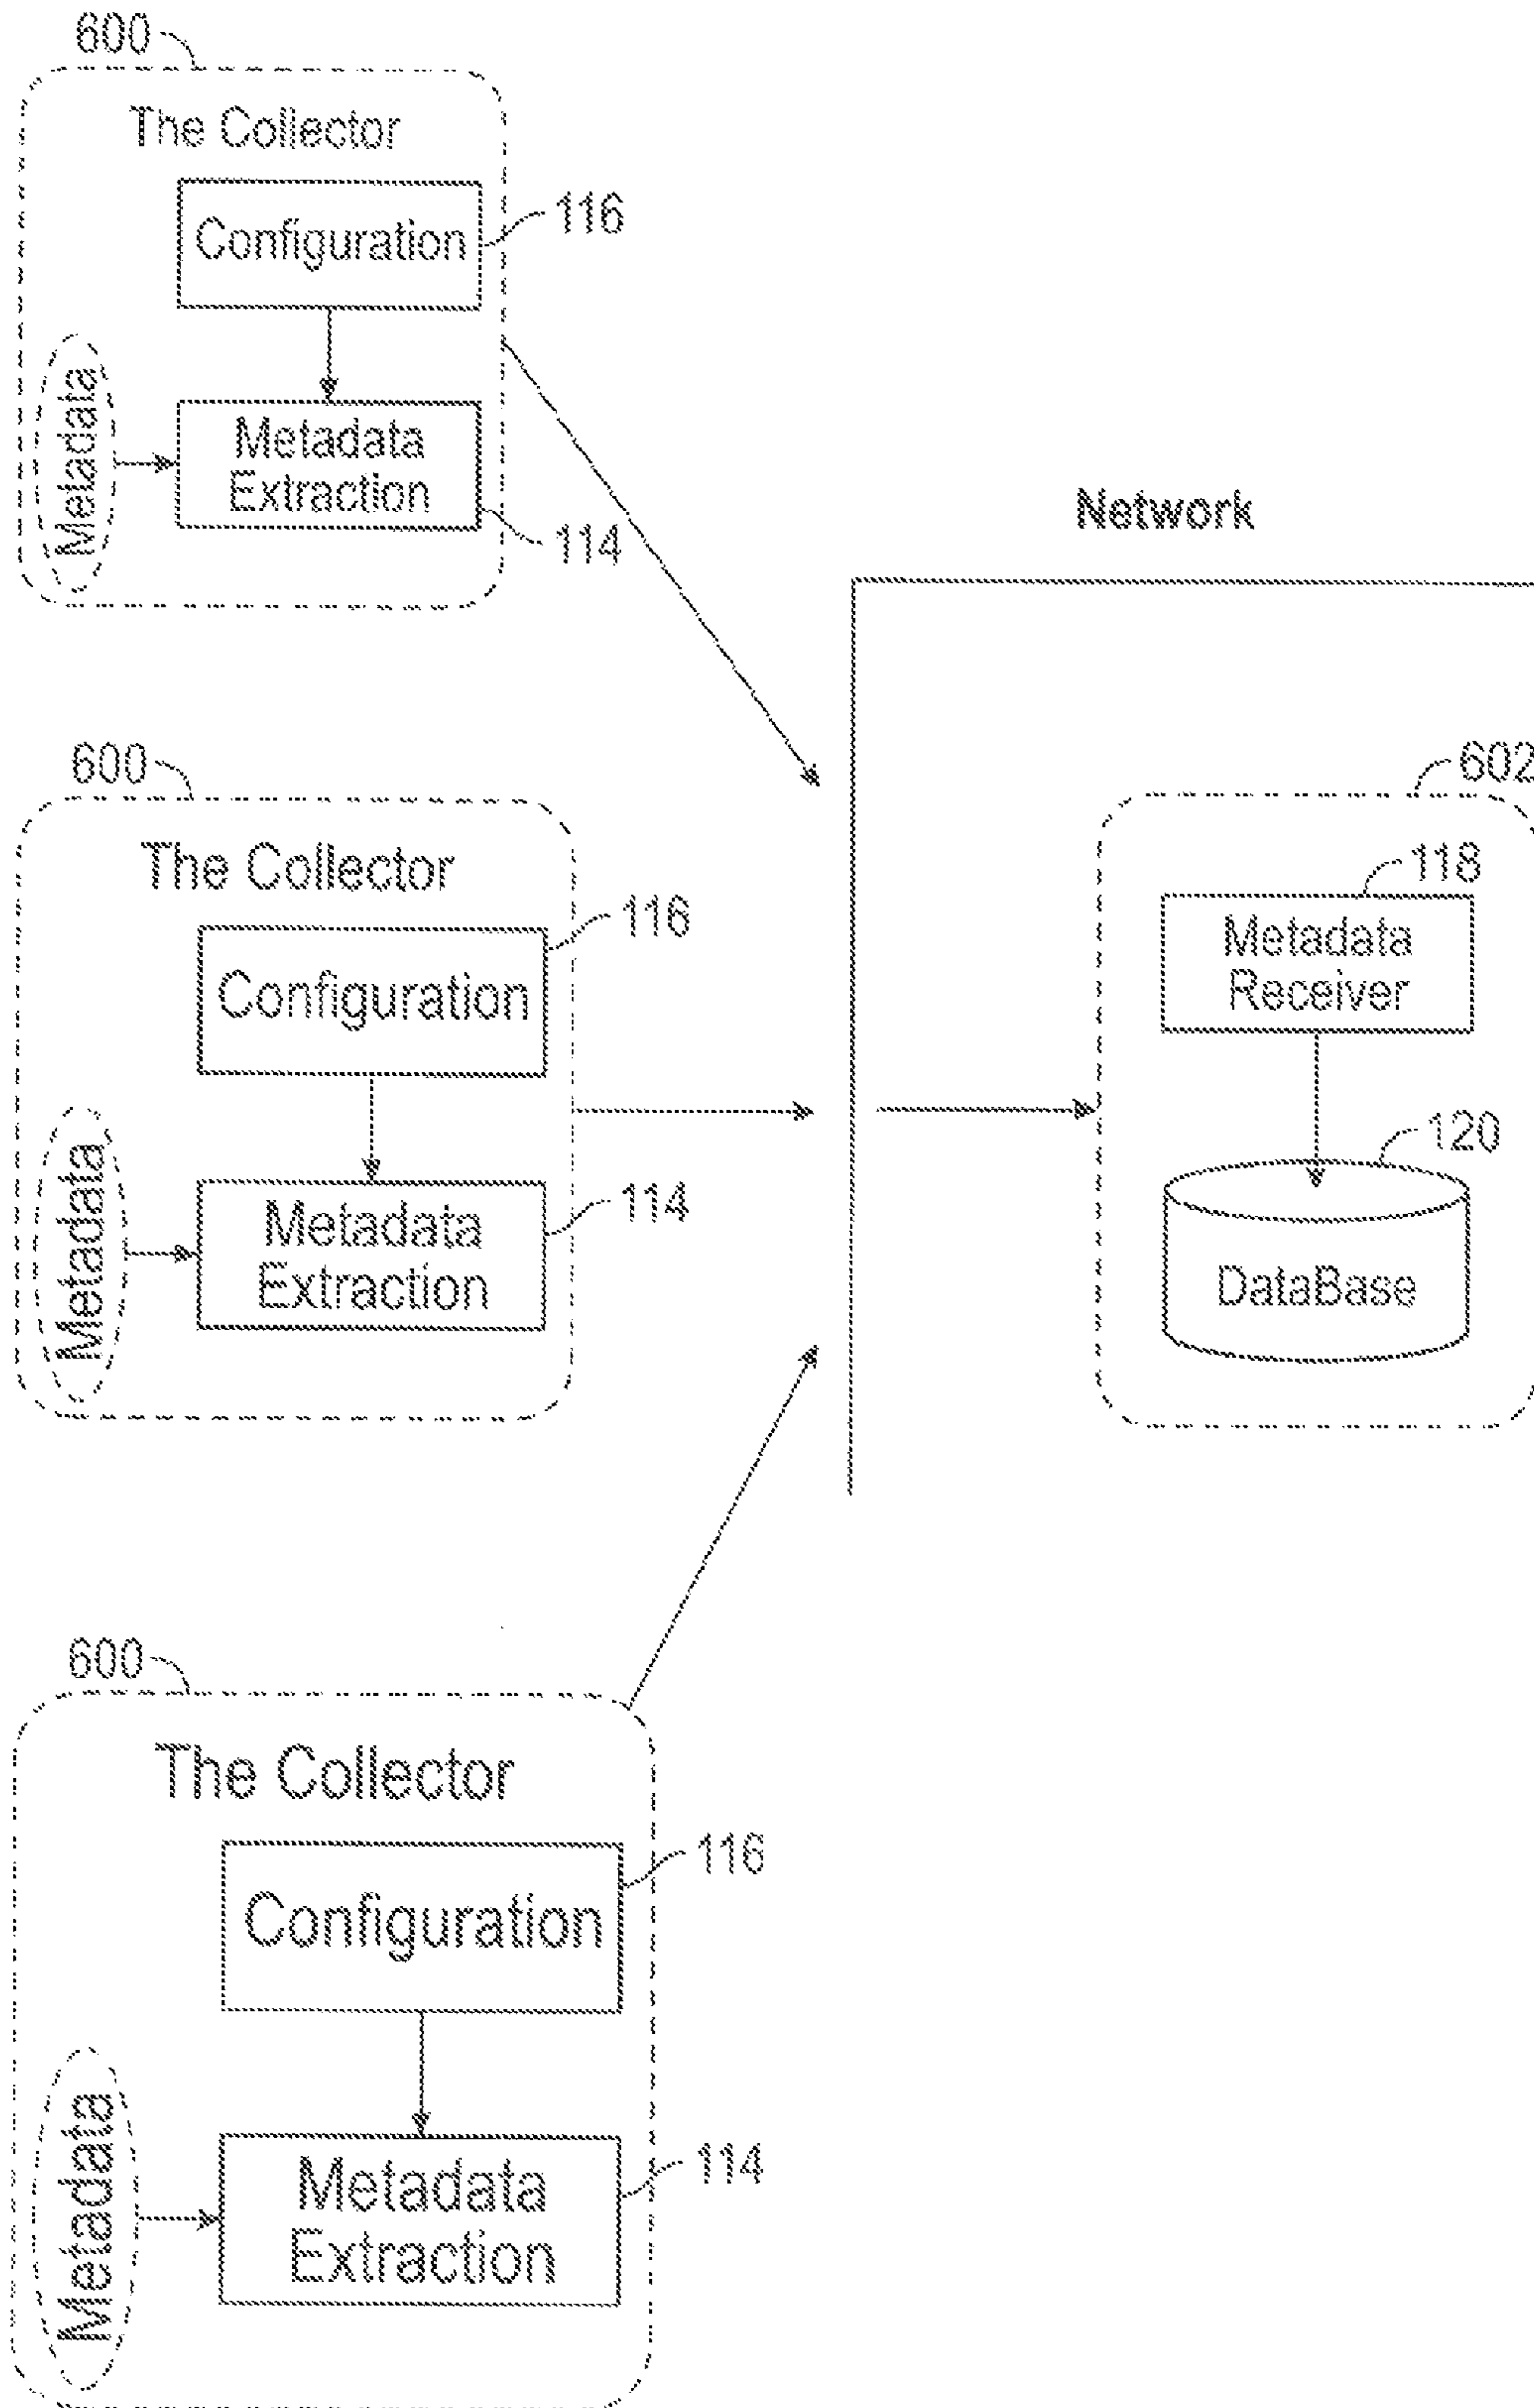 600
The Collector
Configuration
116
Metadata
Metadata
Extraction
114
Network
600
The Collector
116
Configuration
Metadata
Metadata
Extraction
114
602
118
Metadata
Receiver
120
DataBase
600
The Collector
116
Configuration
Metadata
Metadata
Extraction
114